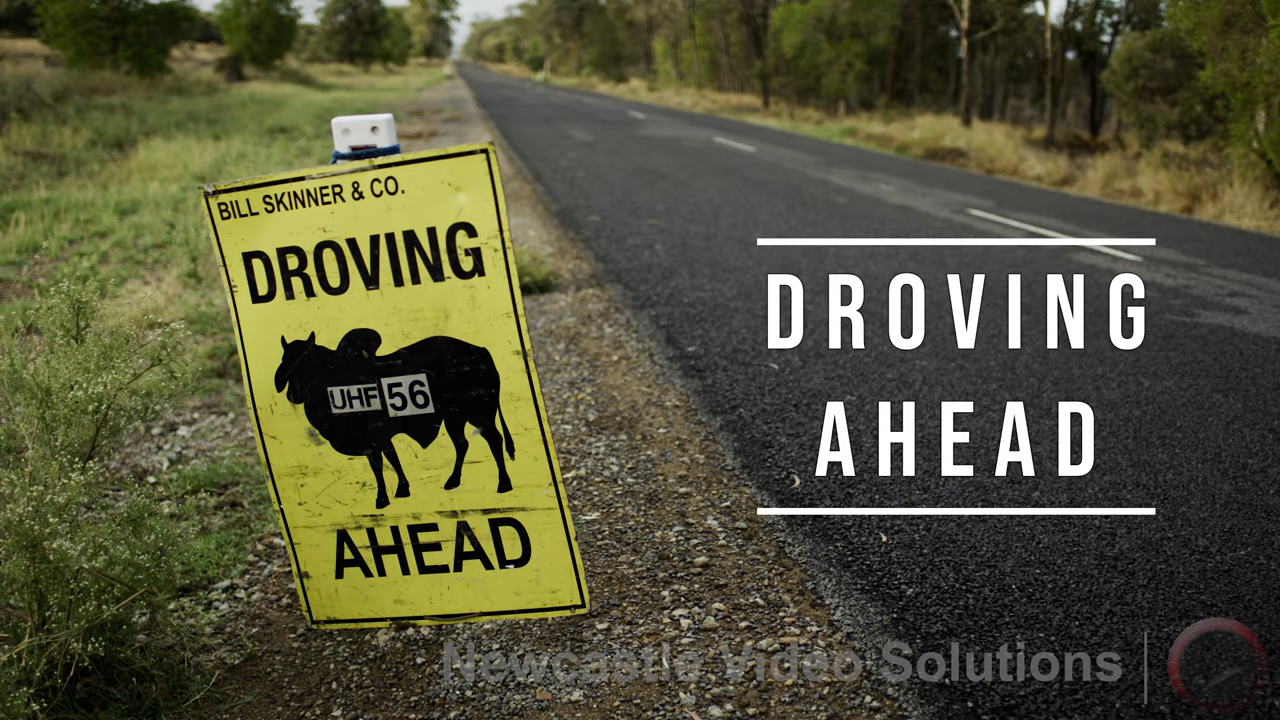 BILL SKINNER & CO.
DROVING
UHF 56
AHEAD
DROVING
AHEAD
Newcastle Video Solutions